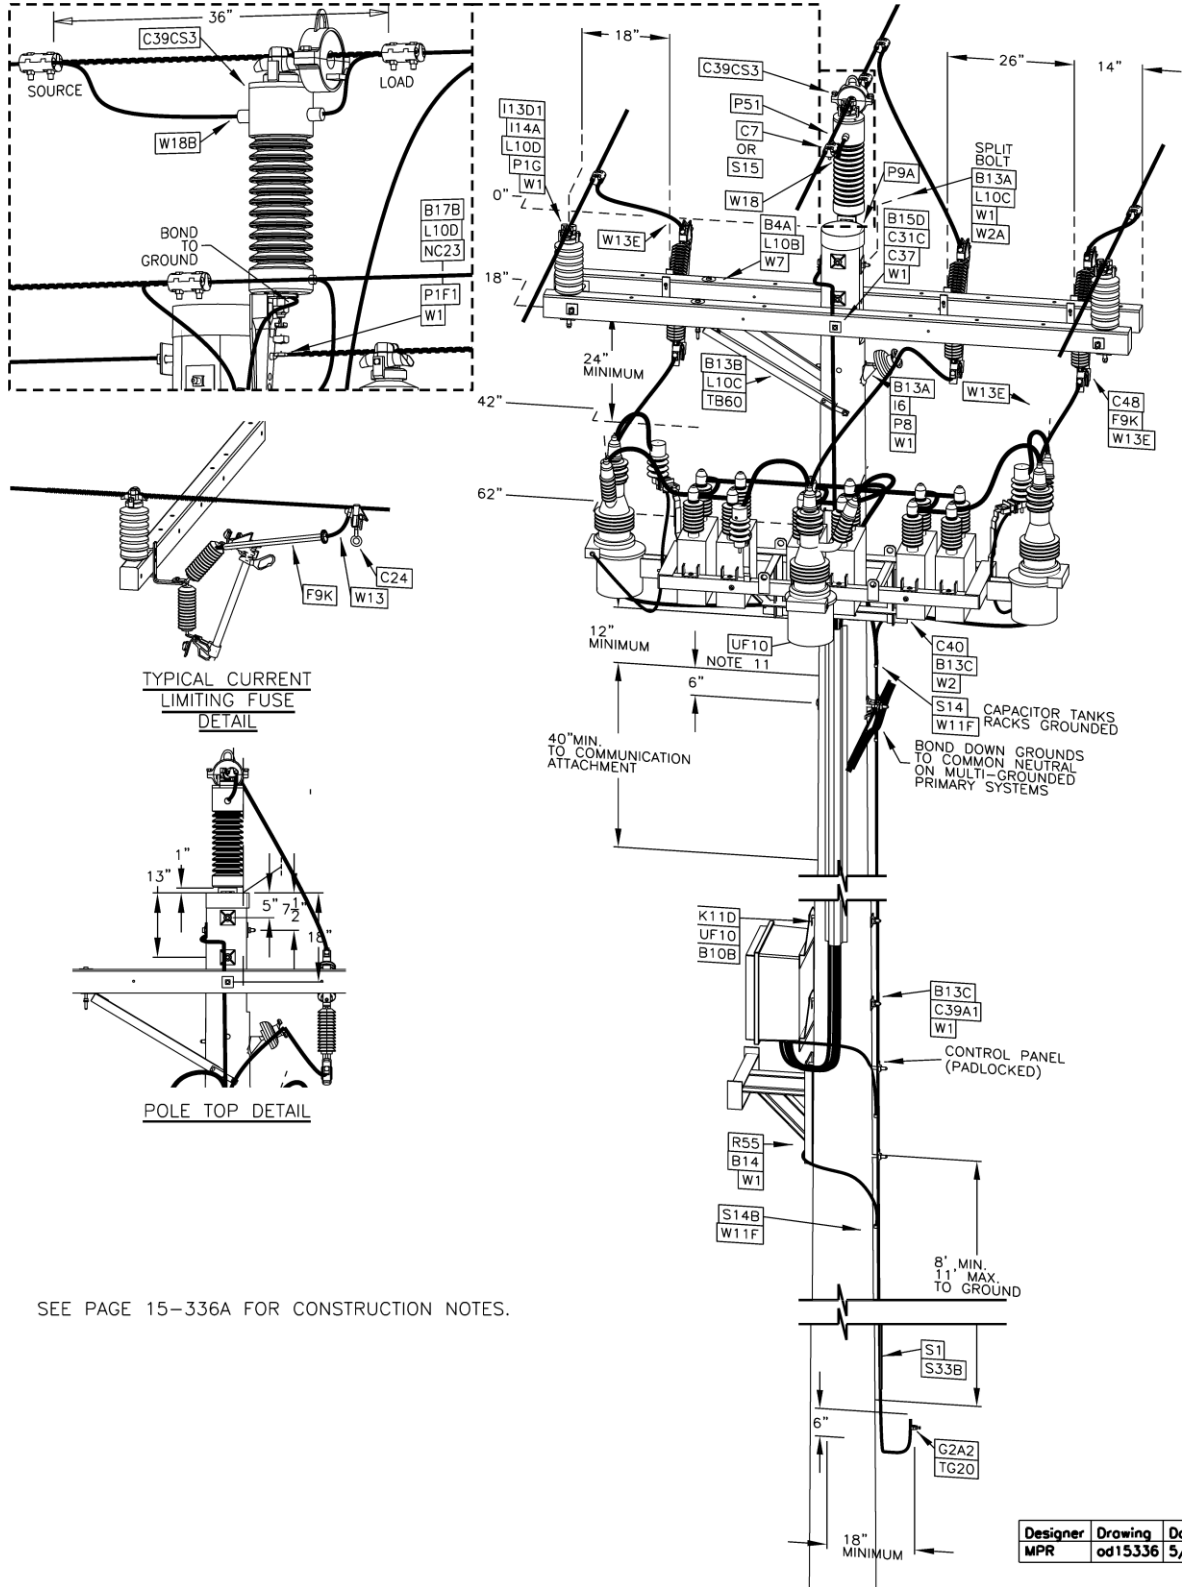 36"
C39CS3
SOURCE
LOAD
W18B
B17B
L10D
NC23
P1F1
W1
BOND
TO
GROUND
18"
C39CS3
P51
C7
OR
S15
W18
26"
14"
I13D1
I14A
L10D
P1G
W1
0"
W13E
18"
B4A
L10B
W7
P9A
B15D
C31C
C37
W1
SPLIT
BOLT
B13A
L10C
W1
W2A
24"
MINIMUM
B13B
L10C
TB60
B13A
I6
P8
W1
W13E
C48
F9K
W13E
42"
62"
F9K
W13
C24
TYPICAL CURRENT
LIMITING FUSE
DETAIL
12"
MINIMUM
UF10
NOTE 11
6"
40"MIN.
TO COMMUNICATION
ATTACHMENT
C40
B13C
W2
S14
W11F
CAPACITOR TANKS
RACKS GROUNDED
BOND DOWN GROUNDS
TO COMMON NEUTRAL
ON MULTI-GROUNDED
PRIMARY SYSTEMS
1"
13"
5"
7 1/2"
18"
POLE TOP DETAIL
K11D
UF10
B10B
B13C
C39A1
W1
CONTROL PANEL
(PADLOCKED)
R55
B14
W1
S14B
W11F
8' MIN.
11' MAX.
TO GROUND
SEE PAGE 15-336A FOR CONSTRUCTION NOTES.
S1
S33B
6"
G2A2
TG20
18"
MINIMUM
Designer Drawing
MPR od15336 5/